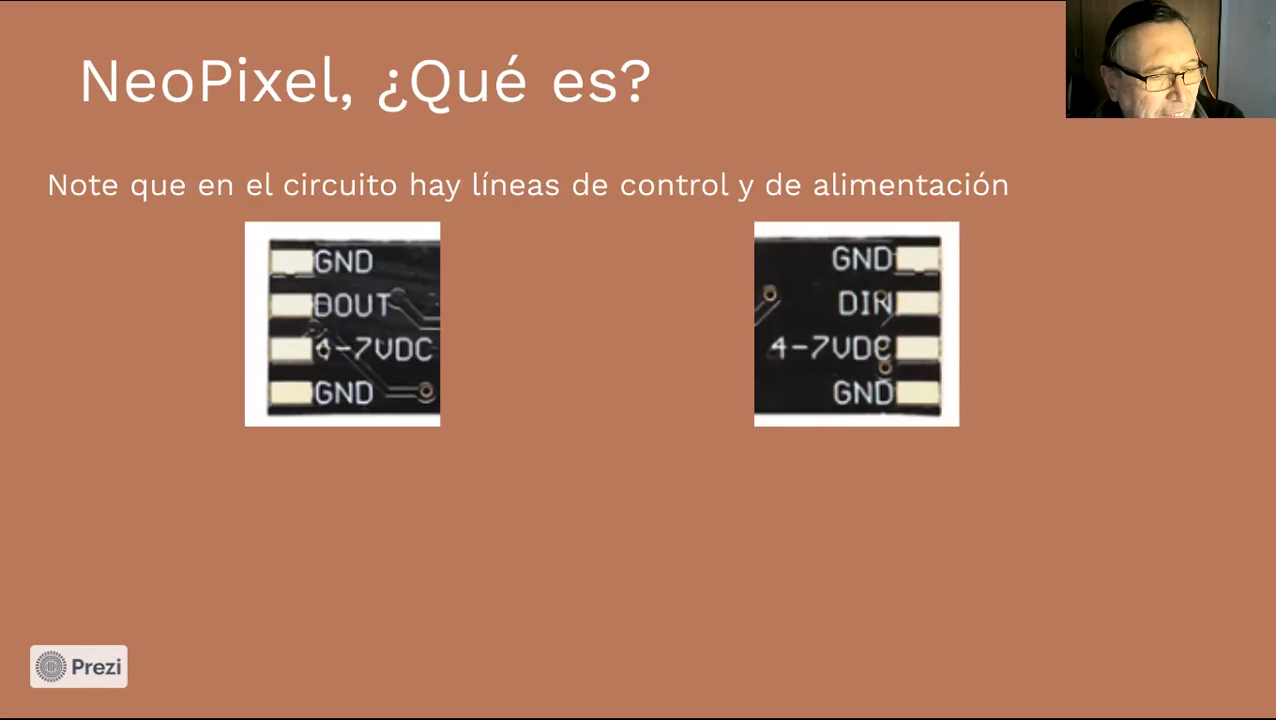 NeoPixel, ¿Qué es?
Note que en el circuito hay líneas de control y de alimentación
GND
DOUT
4-7VDC
GND
GND
DIN
4-7VDC
GND
Prezi